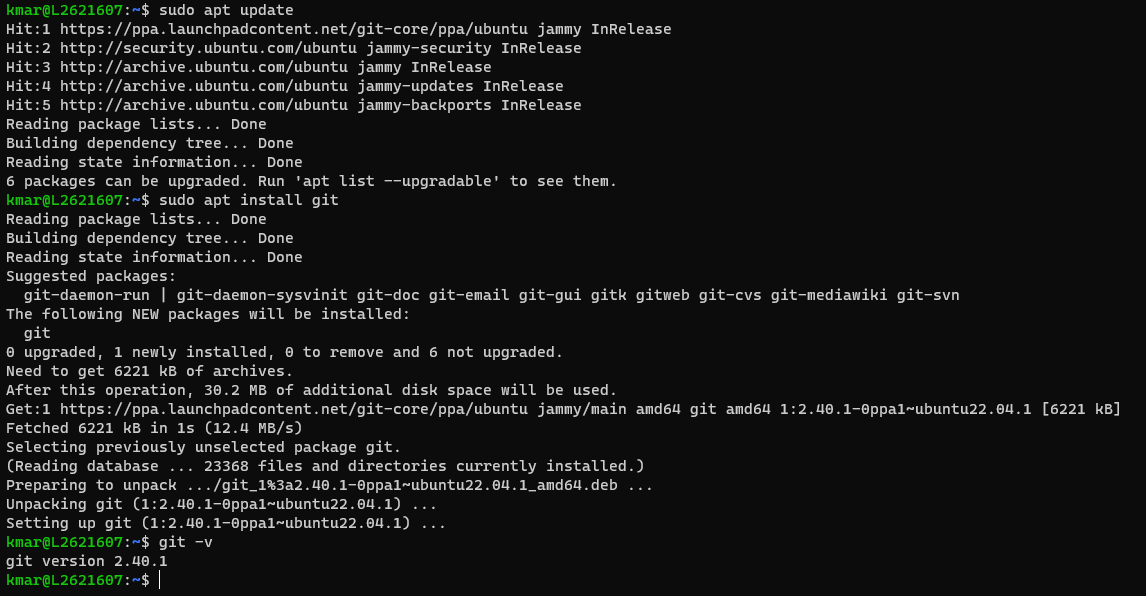 kmar@L2621607:~$ sudo apt update
Hit:1 https://ppa.launchpadcontent.net/git-core/ppa/ubuntu jammy InRelease
Hit:2 http://security.ubuntu.com/ubuntu jammy-security InRelease
Hit:3 http://archive.ubuntu.com/ubuntu jammy InRelease
Hit:4 http://archive.ubuntu.com/ubuntu jammy-updates InRelease
Hit:5 http://archive.ubuntu.com/ubuntu jammy-backports InRelease
Reading package lists... Done
Building dependency tree... Done
Reading state information... Done
6 packages can be upgraded. Run 'apt list --upgradable' to see them.
kmar@L2621607:~$ sudo apt install git
Reading package lists... Done
Building dependency tree... Done
Reading state information... Done
Suggested packages:
  git-daemon-run | git-daemon-sysvinit git-doc git-email git-gui gitk gitweb git-cvs git-mediawiki git-svn
The following NEW packages will be installed:
  git
0 upgraded, 1 newly installed, 0 to remove and 6 not upgraded.
Need to get 6221 kB of archives.
After this operation, 30.2 MB of additional disk space will be used.
Get:1 https://ppa.launchpadcontent.net/git-core/ppa/ubuntu jammy/main amd64 git amd64 1:2.40.1-0ppa1~ubuntu22.04.1 [6221 kB]
Fetched 6221 kB in 1s (12.4 MB/s)
Selecting previously unselected package git.
(Reading database ... 23368 files and directories currently installed.)
Preparing to unpack .../git_1%3a2.40.1-0ppa1~ubuntu22.04.1_amd64.deb ...
Unpacking git (1:2.40.1-0ppa1~ubuntu22.04.1) ...
Setting up git (1:2.40.1-0ppa1~ubuntu22.04.1) ...
kmar@L2621607:~$ git -v
git version 2.40.1
kmar@L2621607:~$